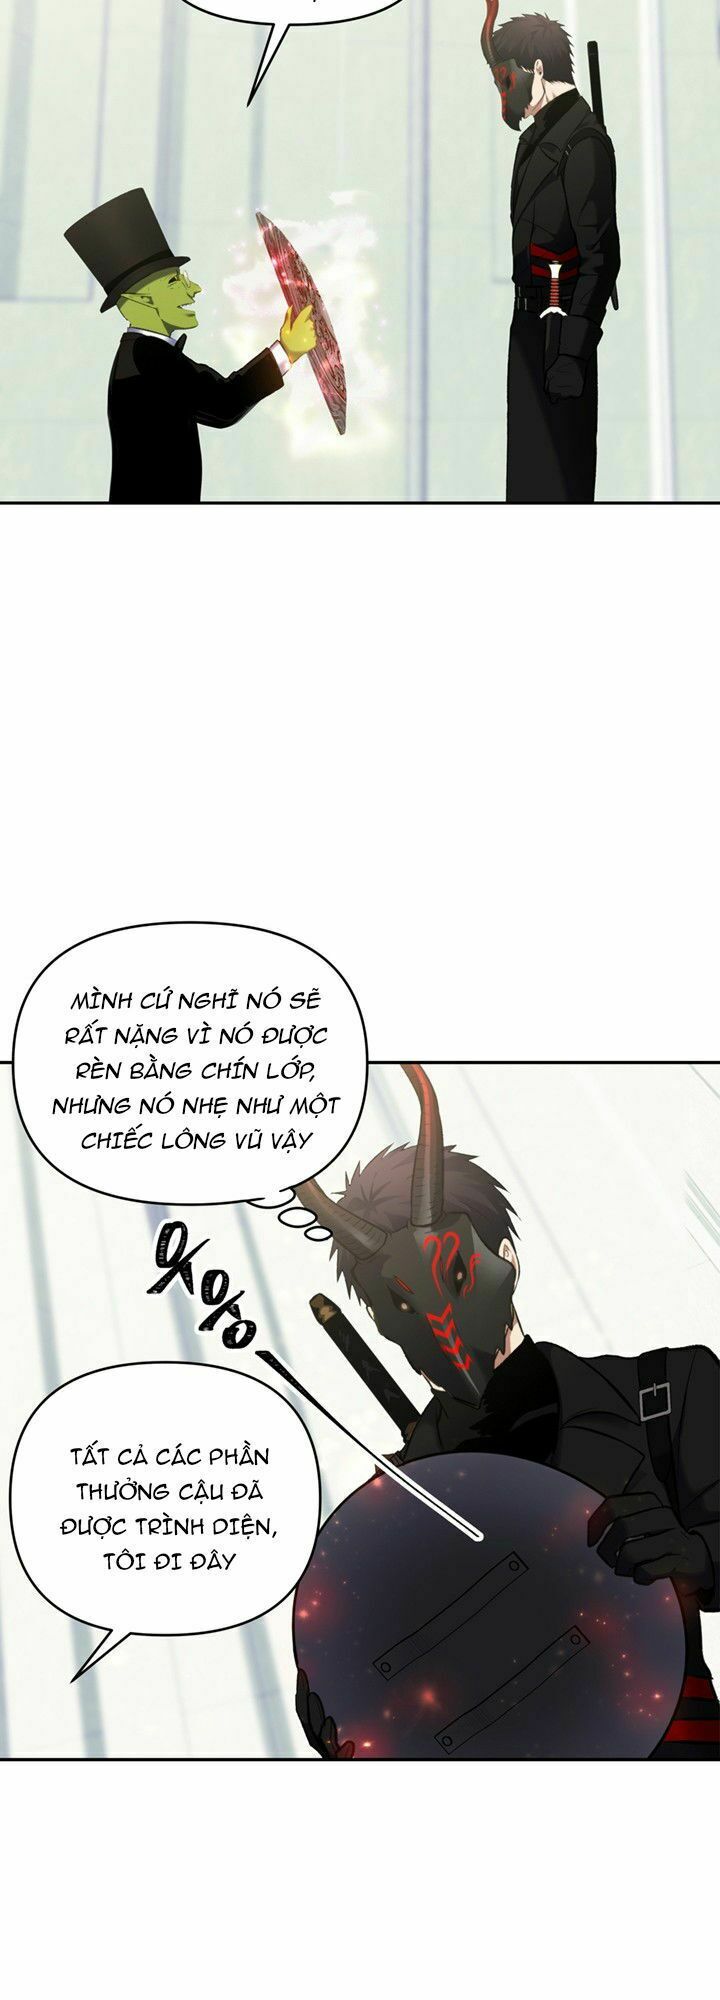 MÌNH CỨ NGHĨ NÓ SẼ
RẤT NẶNG VÌ NÓ ĐƯỢC
RÈN BẰNG CHÍN LỚP,
NHƯNG NÓ NHẸ NHƯ MỘT
CHIẾC LÔNG VŨ VẬY
TẤT CẢ CÁC PHẦN
THƯỞNG CẬU ĐÃ
ĐƯỢC TRÌNH DIỆN,
TÔI ĐI ĐÂY